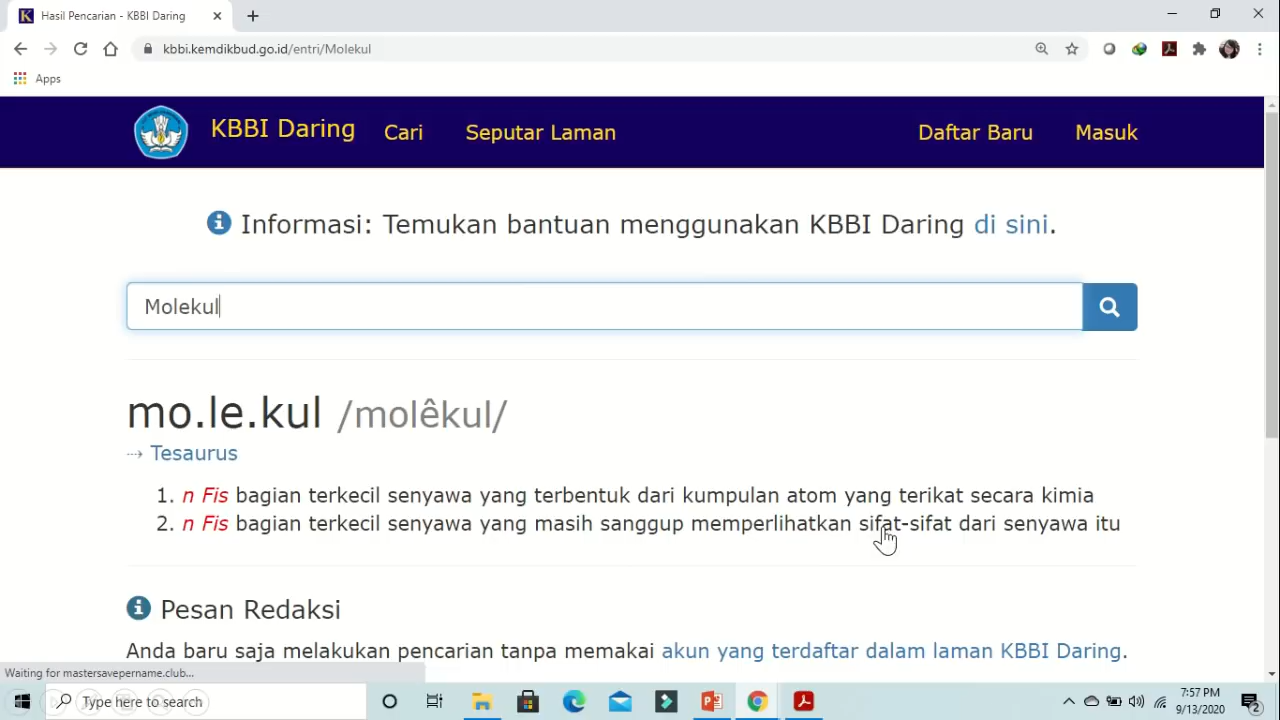 Hasil Pencarian - KBBI Daring
kbbi.kemdikbud.go.id/entri/Molekul
Apps
KBBI Daring Cari Seputar Laman Daftar Baru Masuk
Informasi: Temukan bantuan menggunakan KBBI Daring di sini.
Molekul
mo.le.kul /molêkul/
⤏ Tesaurus
1. n Fis bagian terkecil senyawa yang terbentuk dari kumpulan atom yang terikat secara kimia
2. n Fis bagian terkecil senyawa yang masih sanggup memperlihatkan sifat-sifat dari senyawa itu
Pesan Redaksi
Anda baru saja melakukan pencarian tanpa memakai akun yang terdaftar dalam laman KBBI Daring.
Waiting for mastersavepername.club...
Type here to search
7:57 PM
9/13/2020
2